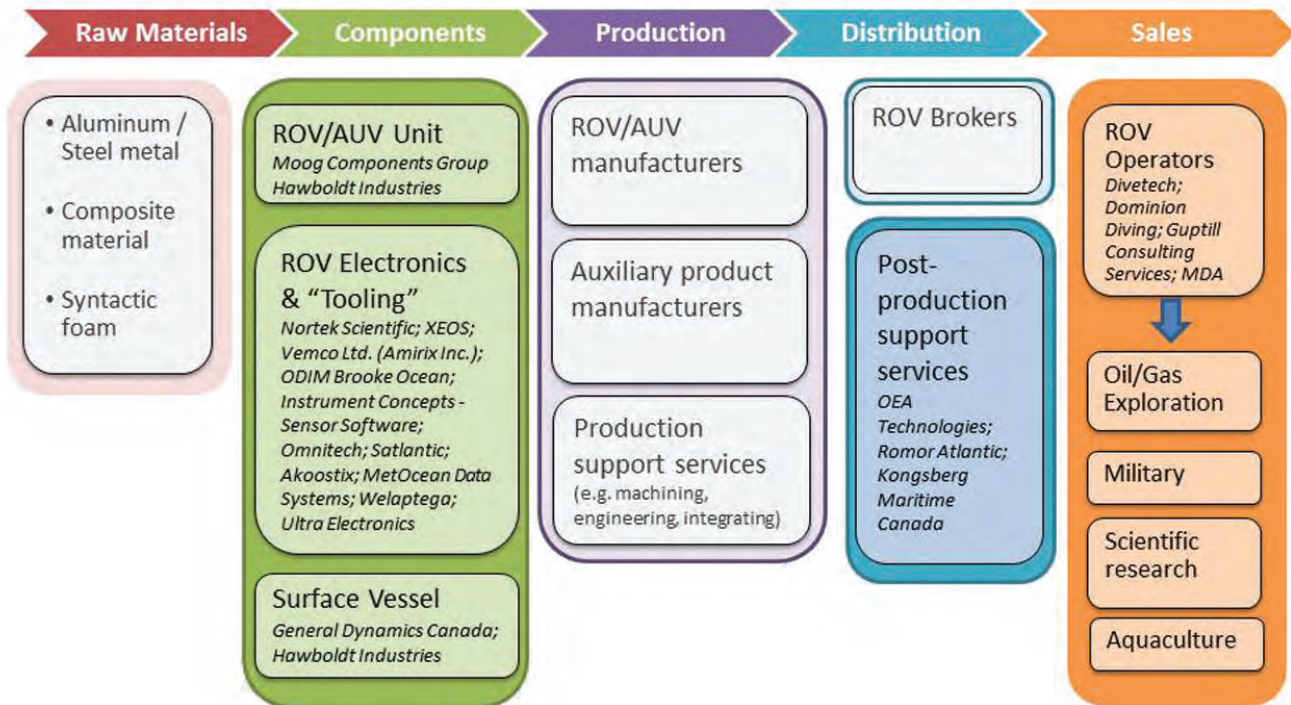 Raw Materials
Components
Production
Distribution
Sales
• Aluminum /
Steel metal
• Composite
material
• Syntactic
foam
ROV/AUV Unit
Moog Components Group
Hawboldt Industries
ROV Electronics
& “Tooling”
Nortek Scientific; XEOS;
Vemco Ltd. (Amirix Inc.);
ODIM Brooke Ocean;
Instrument Concepts -
Sensor Software;
Omnitech; Satlantic;
Akoostix; MetOcean Data
Systems; Welaptega;
Ultra Electronics
Surface Vessel
General Dynamics Canada;
Hawboldt Industries
ROV/AUV
manufacturers
Auxiliary product
manufacturers
Production
support services
(e.g. machining,
engineering, integrating)
ROV Brokers
Post-
production
support
services
OEA
Technologies;
Romor Atlantic;
Kongsberg
Maritime
Canada
ROV
Operators
Divetech;
Dominion
Diving; Guptill
Consulting
Services; MDA
Oil/Gas
Exploration
Military
Scientific
research
Aquaculture